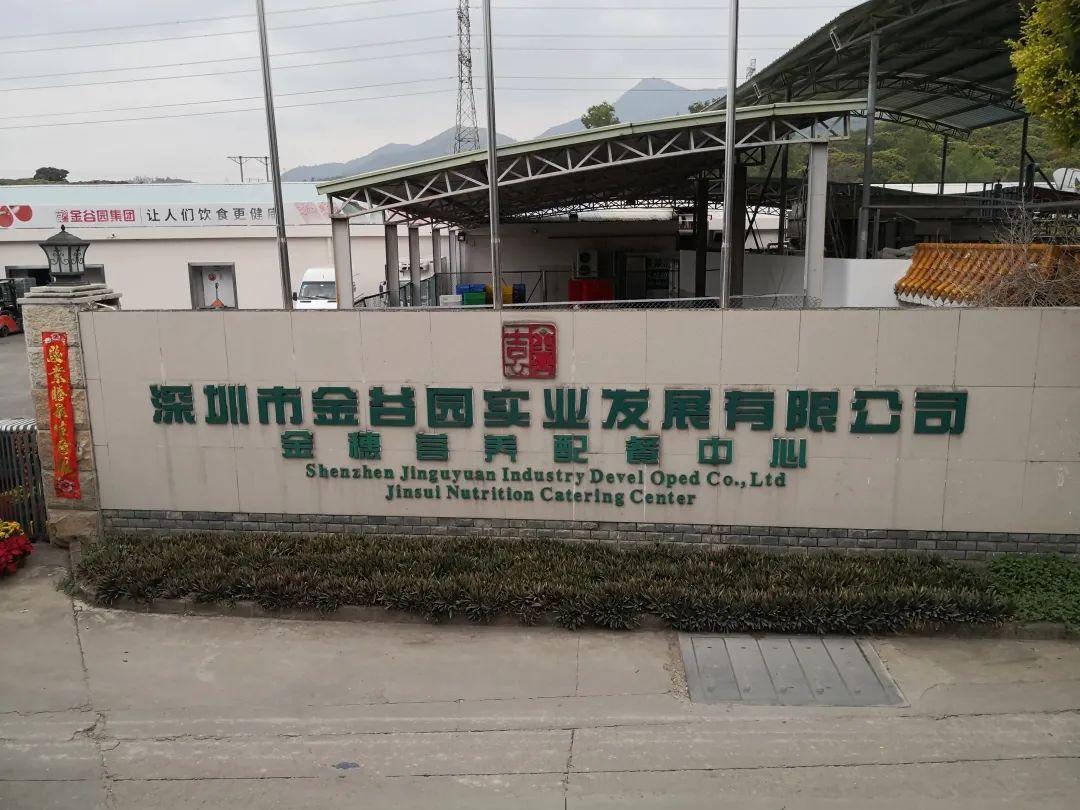 金谷园集团 让人们饮食更健康
深圳市金谷园实业发展有限公司
金穗营养配餐中心
Shenzhen Jinguyuan Industry Devel Oped Co., Ltd
Jinsui Nutrition Catering Center